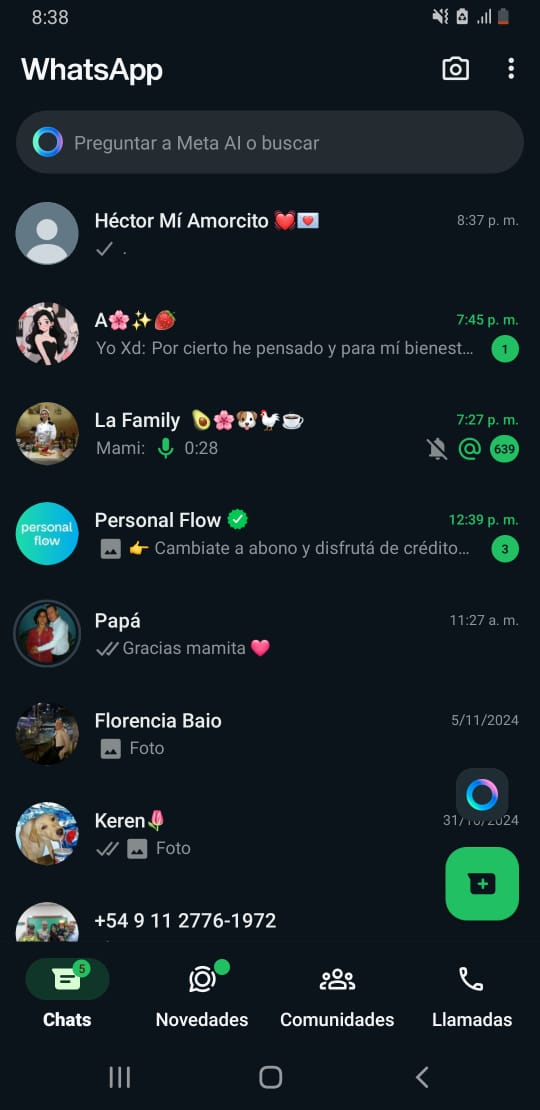 8:38
WhatsApp
Preguntar a Meta AI o buscar
Héctor Mí Amorcito 💓💌 8:37 p. m.
.
A🌸✨🍓 7:45 p. m.
Yo Xd: Por cierto he pensado y para mí bienest... 1
La Family 🥑🌸🐶🐓☕ 7:27 p. m.
Mami: 0:28 @ 639
personal flow
Personal Flow 12:39 p. m.
👉 Cambiate a abono y disfrutá de crédito... 3
Papá 11:27 a. m.
Gracias mamita 💗
Florencia Baio 5/11/2024
Foto
Keren🌷 31/10/2024
Foto
+54 9 11 2776-1972
5
Chats Novedades Comunidades Llamadas